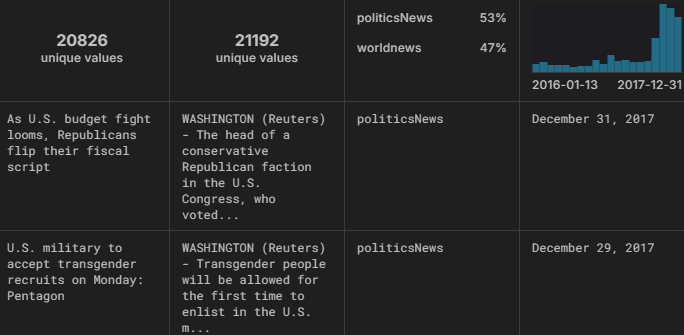 20826
unique values
21192
unique values
politicsNews 53%
worldnews 47%
2016-01-13 2017-12-31
As U.S. budget fight
looms, Republicans
flip their fiscal
script
WASHINGTON (Reuters)
- The head of a
conservative
Republican faction
in the U.S.
Congress, who
voted...
politicsNews
December 31, 2017
U.S. military to
accept transgender
recruits on Monday:
Pentagon
WASHINGTON (Reuters)
- Transgender people
will be allowed for
the first time to
enlist in the U.S.
m...
politicsNews
December 29, 2017